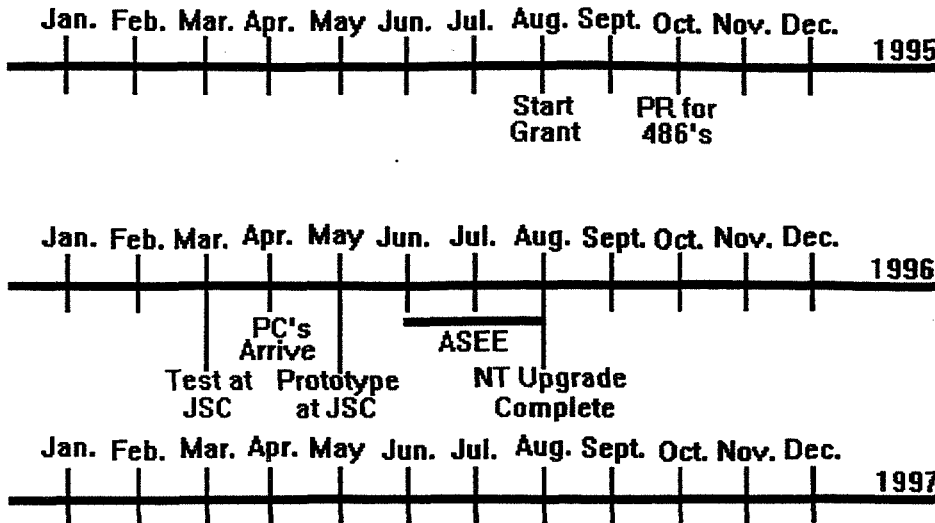 Jan. Feb. Mar. Apr. May Jun. Jul. Aug. Sept. Oct. Nov. Dec.
1995
Start
Grant
PR for
486's
Jan. Feb. Mar. Apr. May Jun. Jul. Aug. Sept. Oct. Nov. Dec.
1996
PC's
Arrive
ASEE
Test at
JSC
Prototype
at JSC
NT Upgrade
Complete
Jan. Feb. Mar. Apr. May Jun. Jul. Aug. Sept. Oct. Nov. Dec.
1997